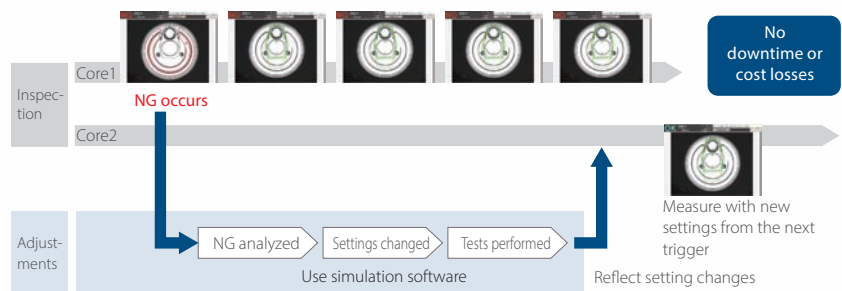 No
downtime or
cost losses
Inspec-
tion
Core1
NG occurs
Core2
Measure with new
settings from the next
trigger
Adjust-
ments
NG analyzed
Settings changed
Tests performed
Use simulation software
Reflect setting changes